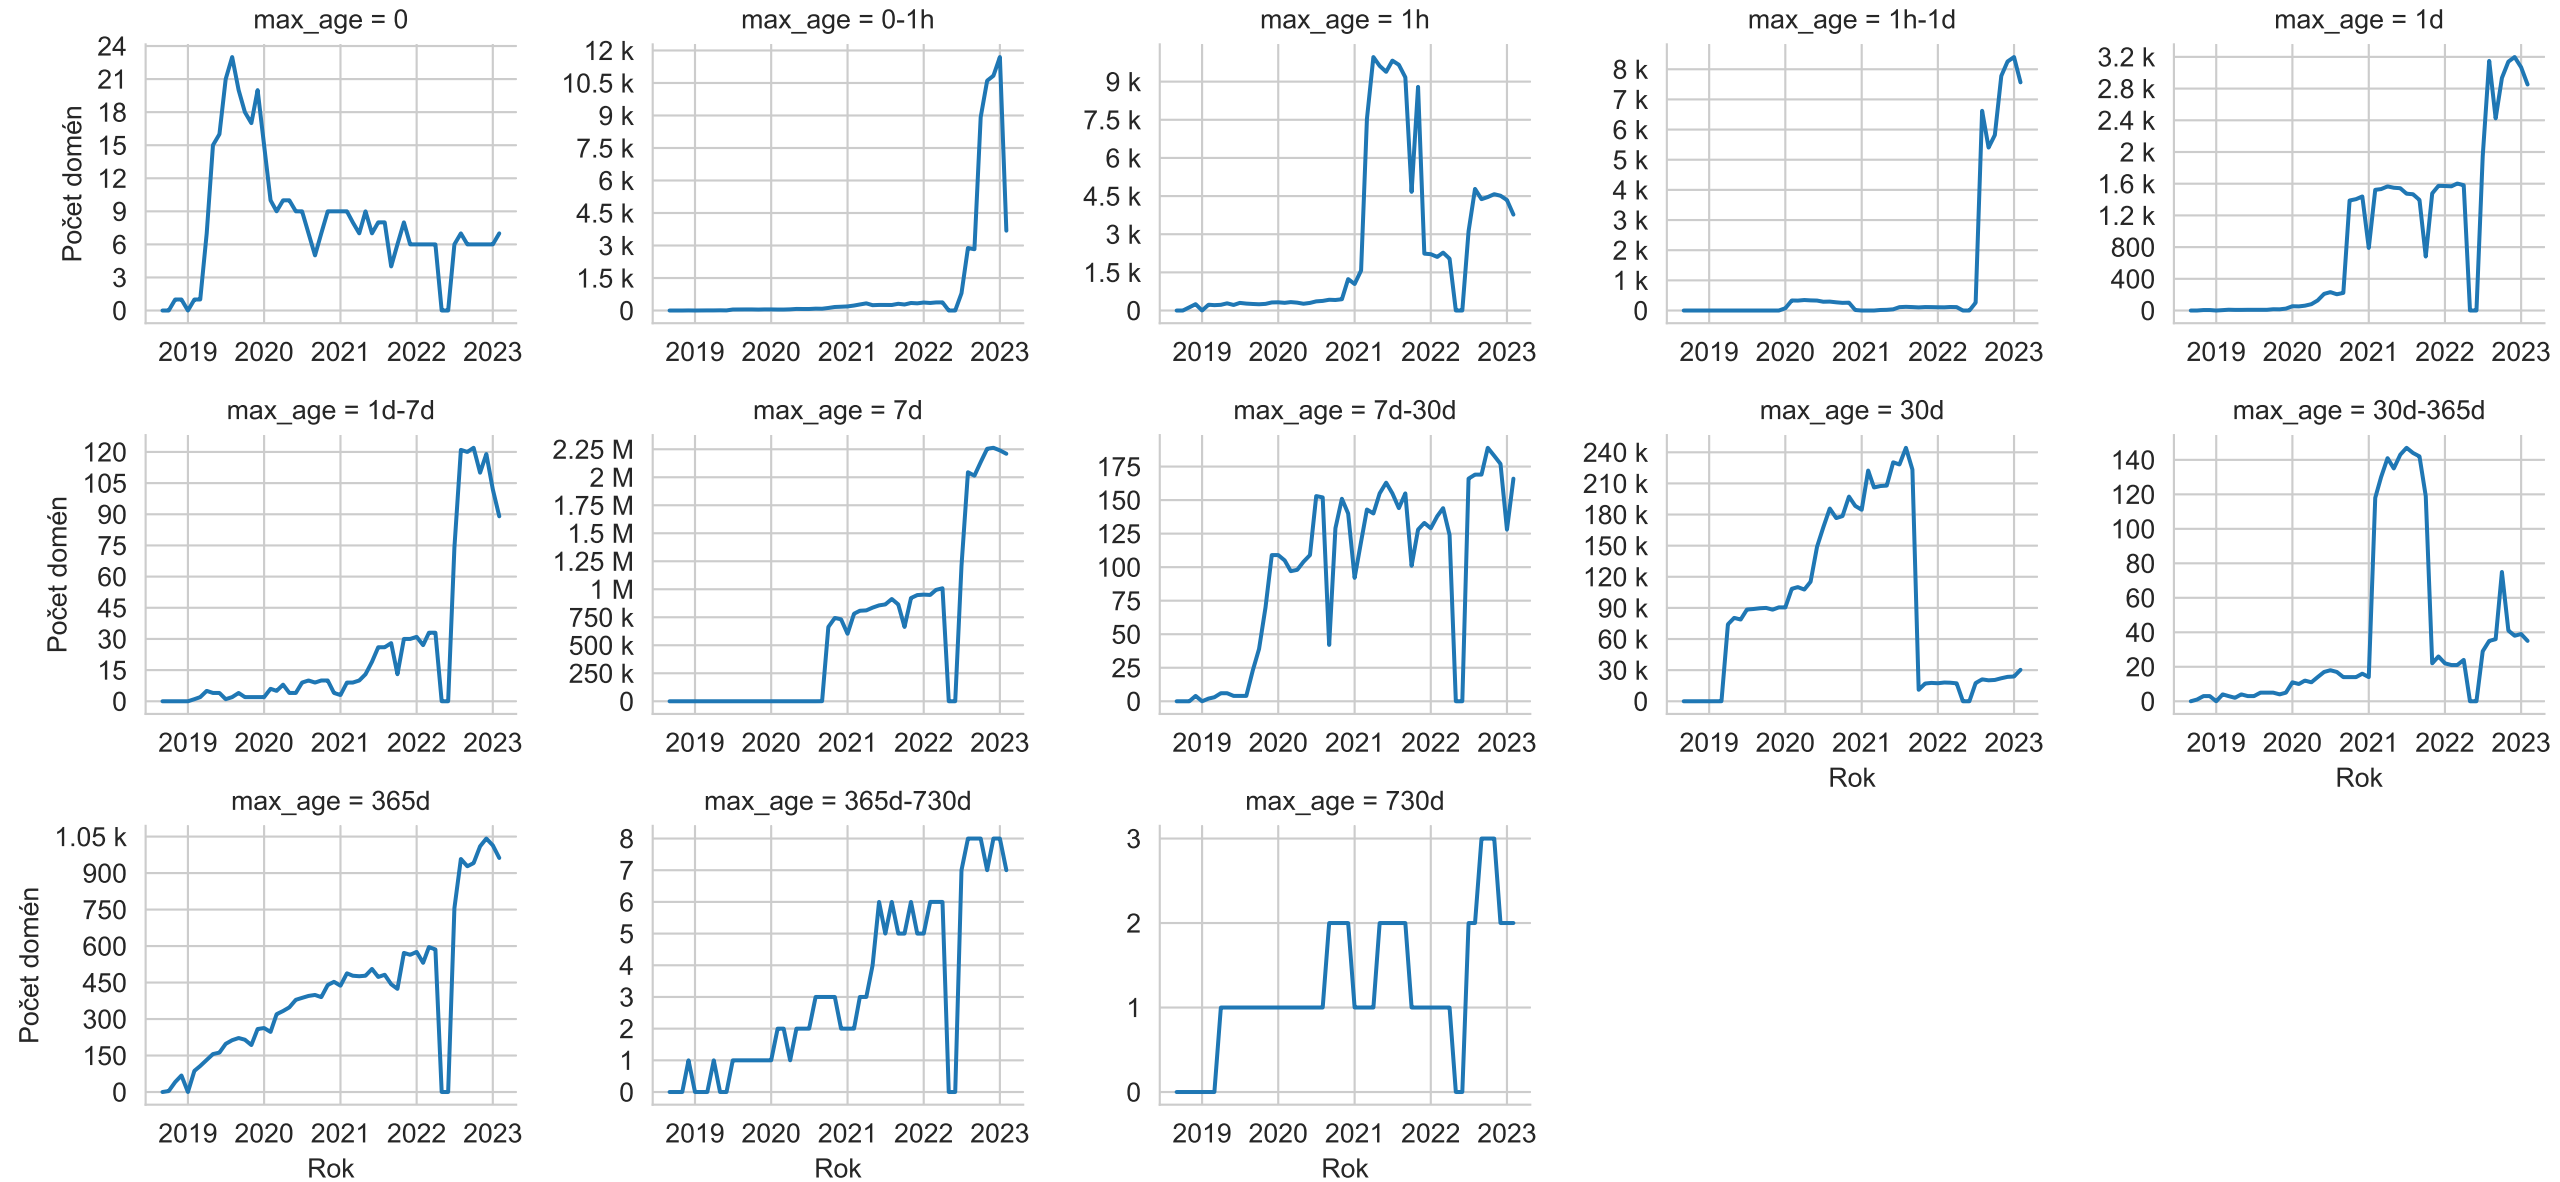 max_age = 0
24
21
18
15
12
9
6
3
0
Počet domén
2019 2020 2021 2022 2023
max_age = 0-1h
12 k
10.5 k
9 k
7.5 k
6 k
4.5 k
3 k
1.5 k
0
2019 2020 2021 2022 2023
max_age = 1h
9 k
7.5 k
6 k
4.5 k
3 k
1.5 k
0
2019 2020 2021 2022 2023
max_age = 1h-1d
8 k
7 k
6 k
5 k
4 k
3 k
2 k
1 k
0
2019 2020 2021 2022 2023
max_age = 1d
3.2 k
2.8 k
2.4 k
2 k
1.6 k
1.2 k
800
400
0
2019 2020 2021 2022 2023
max_age = 1d-7d
120
105
90
75
60
45
30
15
0
Počet domén
2019 2020 2021 2022 2023
max_age = 7d
2.25 M
2 M
1.75 M
1.5 M
1.25 M
1 M
750 k
500 k
250 k
0
2019 2020 2021 2022 2023
max_age = 7d-30d
175
150
125
100
75
50
25
0
2019 2020 2021 2022 2023
max_age = 30d
240 k
210 k
180 k
150 k
120 k
90 k
60 k
30 k
0
2019 2020 2021 2022 2023
Rok
max_age = 30d-365d
140
120
100
80
60
40
20
0
2019 2020 2021 2022 2023
Rok
max_age = 365d
1.05 k
900
750
600
450
300
150
0
Počet domén
2019 2020 2021 2022 2023
Rok
max_age = 365d-730d
8
7
6
5
4
3
2
1
0
2019 2020 2021 2022 2023
Rok
max_age = 730d
3
2
1
0
2019 2020 2021 2022 2023
Rok